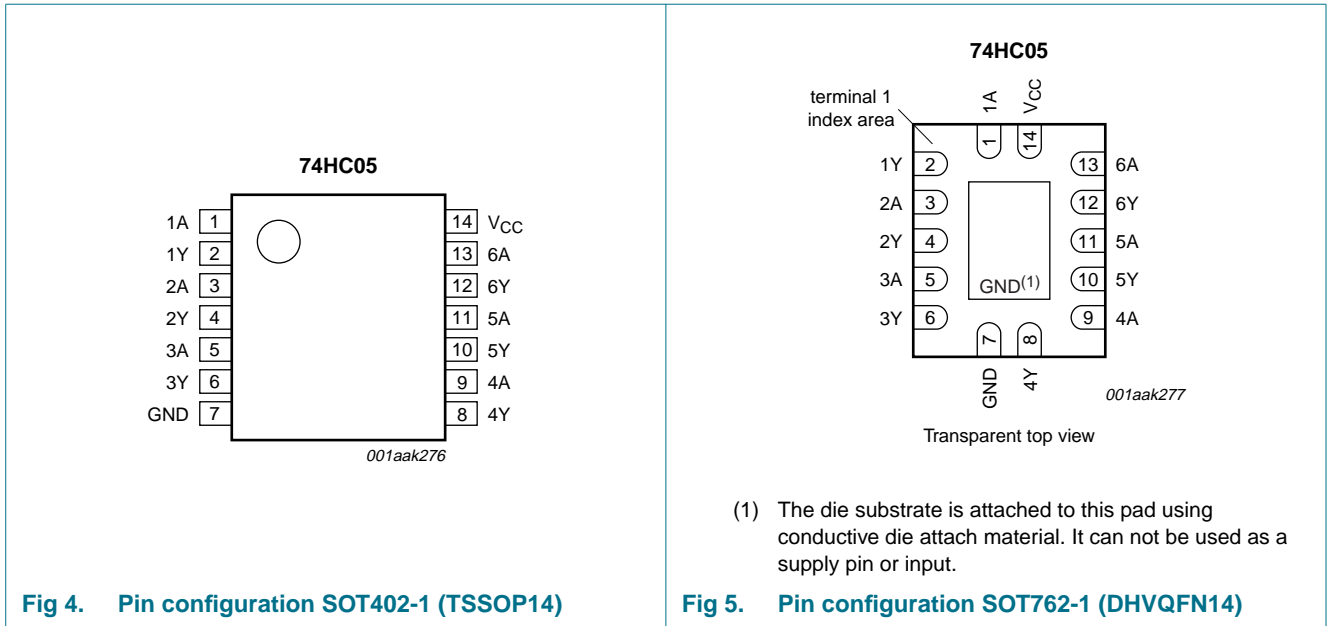 74HC05
1A 1 14 VCC
1Y 2 13 6A
2A 3 12 6Y
2Y 4 11 5A
3A 5 10 5Y
3Y 6 9 4A
GND 7 8 4Y
001aak276
Fig 4. Pin configuration SOT402-1 (TSSOP14)
74HC05
terminal 1
index area
1A VCC
1 14
1Y 2 13 6A
2A 3 12 6Y
2Y 4 11 5A
3A 5 GND(1) 10 5Y
3Y 6 9 4A
7 8
GND 4Y
001aak277
Transparent top view
(1) The die substrate is attached to this pad using
conductive die attach material. It can not be used as a
supply pin or input.
Fig 5. Pin configuration SOT762-1 (DHVQFN14)